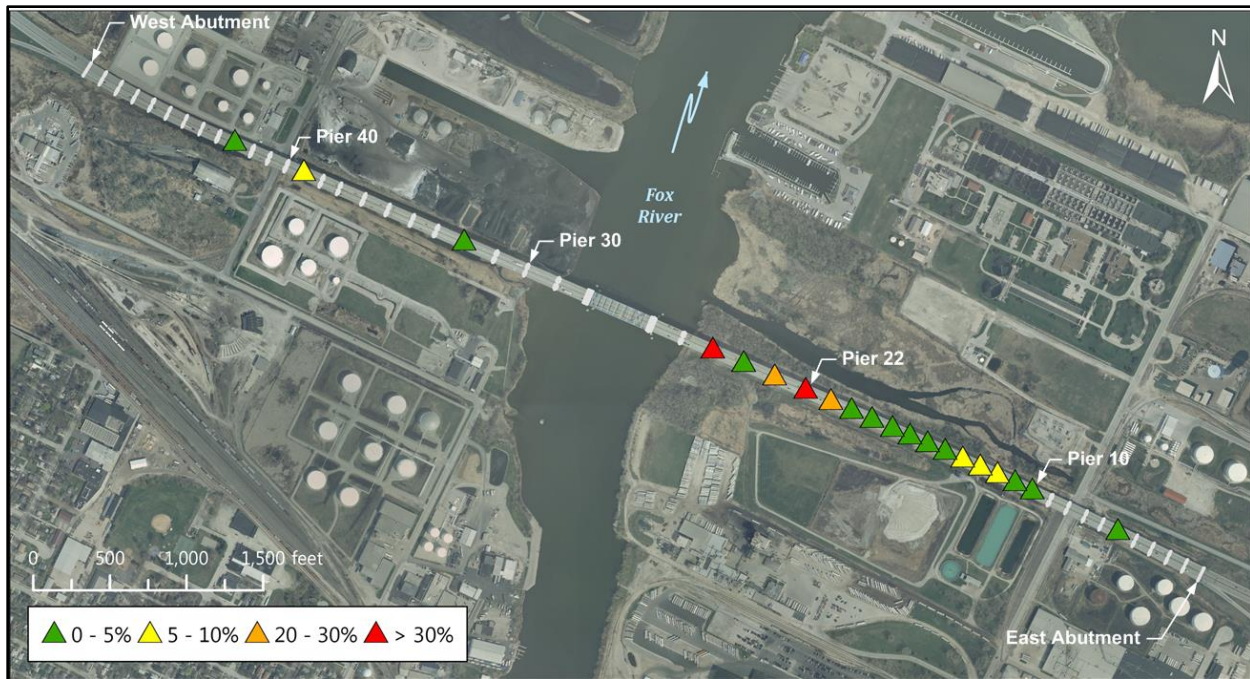 West Abutment
N
Pier 40
Fox
River
Pier 30
Pier 22
Pier 10
0 500 1,000 1,500 feet
East Abutment
0 - 5% 5 - 10% 20 - 30% > 30%